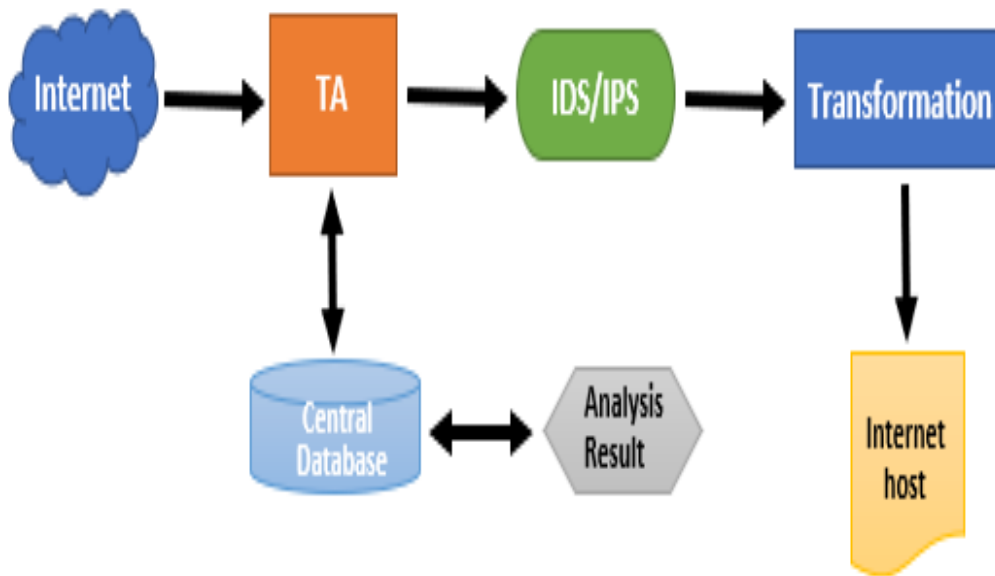 Internet
TA
IDS/IPS
Transformation
Central
Database
Analysis
Result
Internet
host